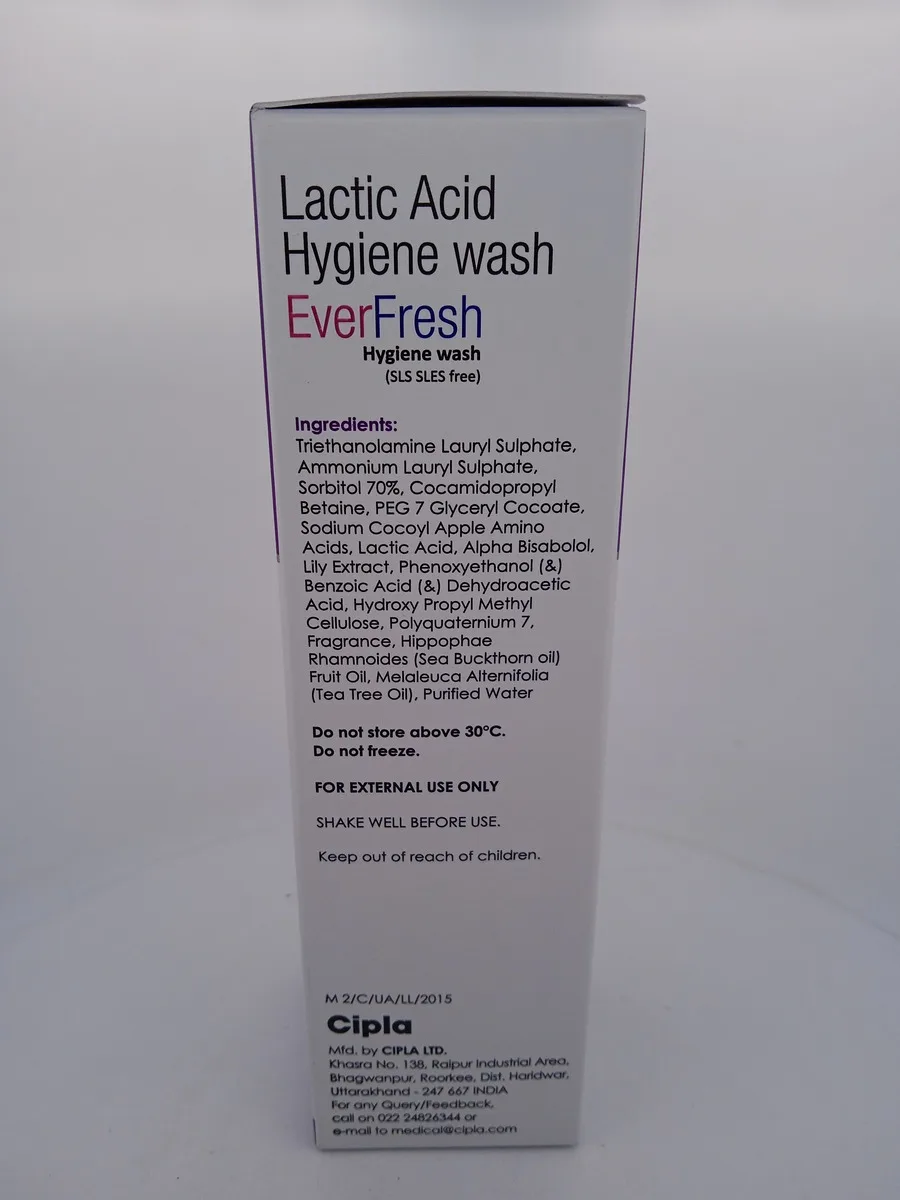 Lactic Acid
Hygiene wash
EverFresh
Hygiene wash
(SLS SLES free)
Ingredients:
Triethanolamine Lauryl Sulphate,
Ammonium Lauryl Sulphate,
Sorbitol 70%, Cocamidopropyl
Betaine, PEG 7 Glyceryl Cocoate,
Sodium Cocoyl Apple Amino
Acids, Lactic Acid, Alpha Bisabolol,
Lily Extract, Phenoxyethanol (&)
Benzoic Acid (&) Dehydroacetic
Acid, Hydroxy Propyl Methyl
Cellulose, Polyquaternium 7,
Fragrance, Hippophae
Rhamnoides (Sea Buckthorn oil)
Fruit Oil, Melaleuca Alternifolia
(Tea Tree Oil), Purified Water
Do not store above 30°C.
Do not freeze.
FOR EXTERNAL USE ONLY
SHAKE WELL BEFORE USE.
Keep out of reach of children.
M 2/C/UA/LL/2015
Cipla
Mfd. by CIPLA LTD.
Khasra No. 138, Raipur Industrial Area,
Bhagwanpur, Roorkee, Dist. Haridwar,
Uttarakhand - 247 667 INDIA
For any Query/Feedback,
call on 022 24826344 or
e-mail to medical@cipla.com